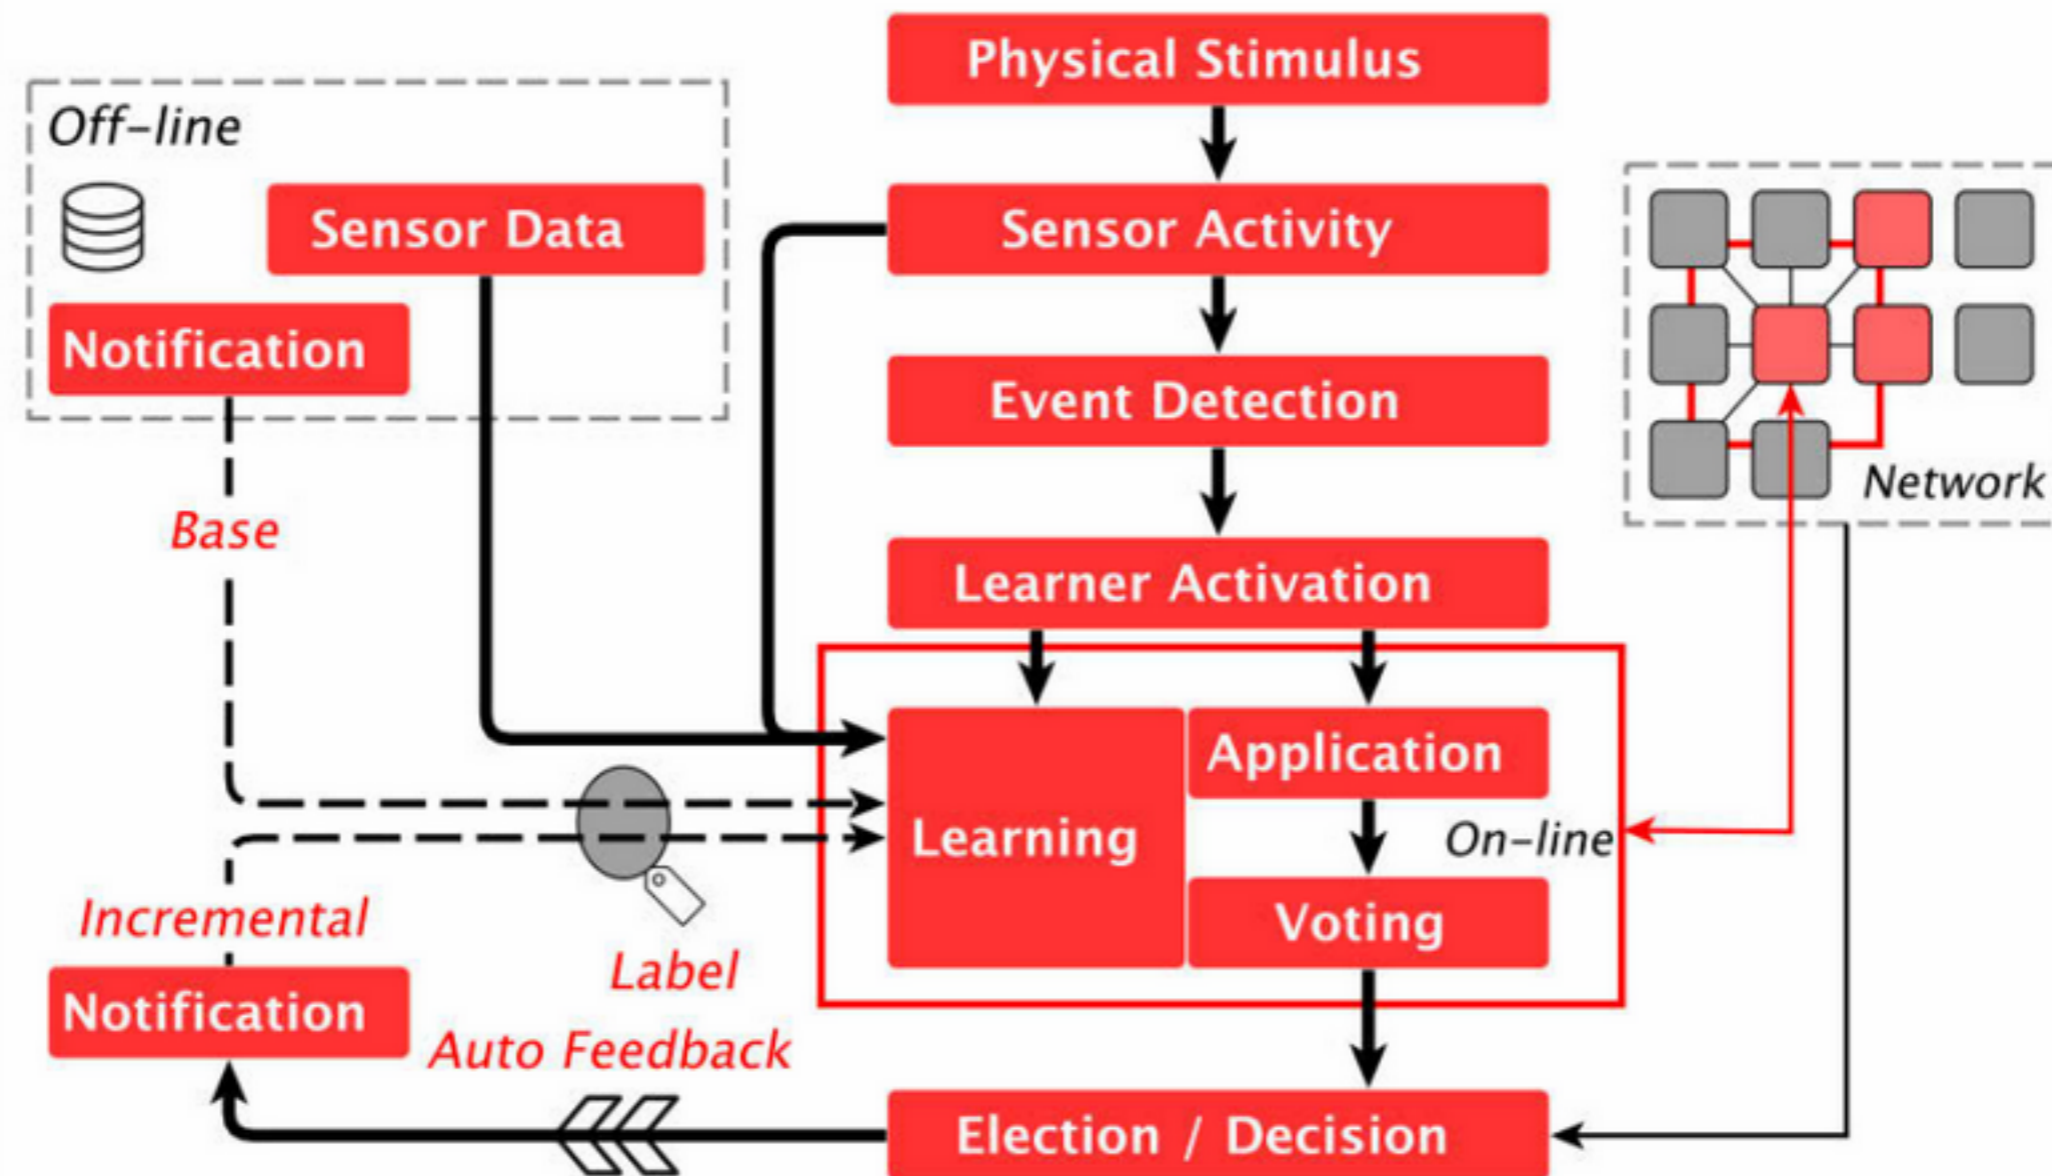 Physical Stimulus
Off-line
Sensor Data
Sensor Activity
Notification
Event Detection
Network
Base
Learner Activation
Application
Learning
On-line
Incremental
Voting
Label
Notification
Auto Feedback
Election / Decision